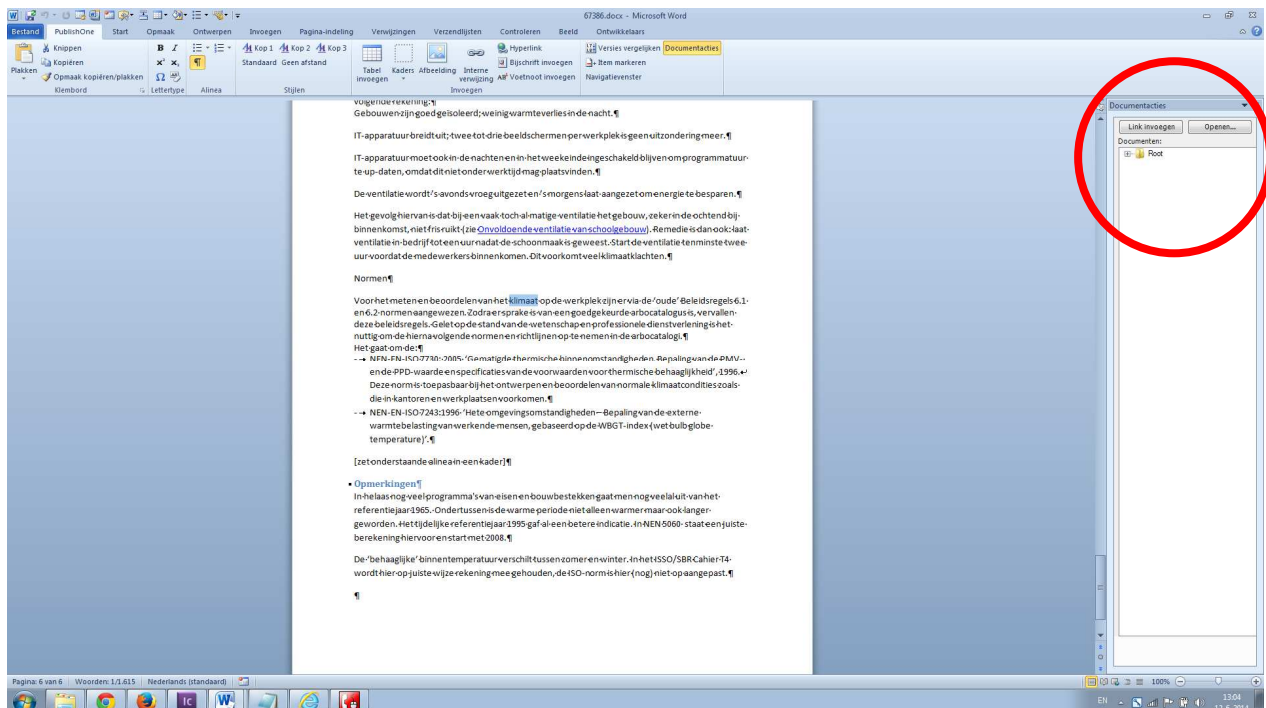 67386.docx - Microsoft Word
Bestand PublishOne Start Opmaak Ontwerpen Invoegen Pagina-indeling Verwijzingen Verzendlijsten Controleren Beeld Ontwikkelaars
Plakken
Knippen
Kopiëren
Opmaak kopiëren/plakken
Klembord
B I
x² x₂
Ω
Lettertype
¶
Alinea
Kop 1 Kop 2 Kop 3
Standaard Geen afstand
Stijlen
Tabel invoegen
Kaders
Afbeelding
Interne verwijzing
Hyperlink
Bijschrift invoegen
Voetnoot invoegen
Invoegen
Versies vergelijken Documentacties
Item markeren
Navigatievenster
volgende rekening:¶
Gebouwen zijn goed geïsoleerd; weinig warmteverlies in de nacht.¶
IT-apparatuur breidt uit; twee tot drie beeldschermen per werkplek is geen uitzondering meer.¶
IT-apparatuur moet ook in de nachten en in het weekeinde ingeschakeld blijven om programmatuur
te up-daten, omdat dit niet onder werktijd mag plaatsvinden.¶
De ventilatie wordt 's avonds vroeg uitgezet en 's morgens laat aangezet om energie te besparen.¶
Het gevolg hiervan is dat bij een vaak toch al matige ventilatie het gebouw, zeker in de ochtend bij
binnenkomst, niet fris ruikt (zie Onvoldoende ventilatie van schoolgebouw). Remedie is dan ook: laat
ventilatie in bedrijf tot een uur nadat de schoonmaak is geweest. Start de ventilatie tenminste twee
uur voordat de medewerkers binnenkomen. Dit voorkomt veel klimaatklachten.¶
Normen¶
Voor het meten en beoordelen van het klimaat op de werkplek zijn er via de 'oude' Beleidsregels 6.1
en 6.2 normen aangewezen. Zodra er sprake is van een goedgekeurde arbocatalogus is, vervallen
deze beleidsregels. Gelet op de stand van de wetenschap en professionele dienstverlening is het
nuttig om de hierna volgende normen en richtlijnen op te nemen in de arbocatalogi.¶
Het gaat om de:¶
- → NEN-EN-ISO 7730: 2005 'Gematigde thermische binnenomstandigheden. Bepaling van de PMV-
en de PPD-waarde en specificaties van de voorwaarden voor thermische behaaglijkheid', 1996.↵
Deze norm is toepasbaar bij het ontwerpen en beoordelen van normale klimaatcondities zoals
die in kantoren en werkplaatsen voorkomen.¶
- → NEN-EN-ISO 7243:1996 'Hete omgevingsomstandigheden – Bepaling van de externe
warmtebelasting van werkende mensen, gebaseerd op de WBGT-index (wet bulb globe
temperature)'.¶
[zet onderstaande alinea in een kader]¶
Opmerkingen¶
In helaas nog veel programma's van eisen en bouwbestekken gaat men nog veelal uit van het
referentiejaar 1965. Ondertussen is de warme periode niet alleen warmer maar ook langer
geworden. Het tijdelijke referentiejaar 1995 gaf al een betere indicatie. In NEN 5060 staat een juiste
berekening hiervoor en start met 2008.¶
De 'behaaglijke' binnentemperatuur verschilt tussen zomer en winter. In het ISSO/SBR Cahier T4
wordt hier op juiste wijze rekening mee gehouden, de ISO-norm is hier (nog) niet op aangepast.¶
¶
Documentacties
Link invoegen Openen...
Documenten:
Root
Pagina: 6 van 6 Woorden: 1/1.615 Nederlands (standaard)
100%
Ic W
EN
13:04
12-6-2014